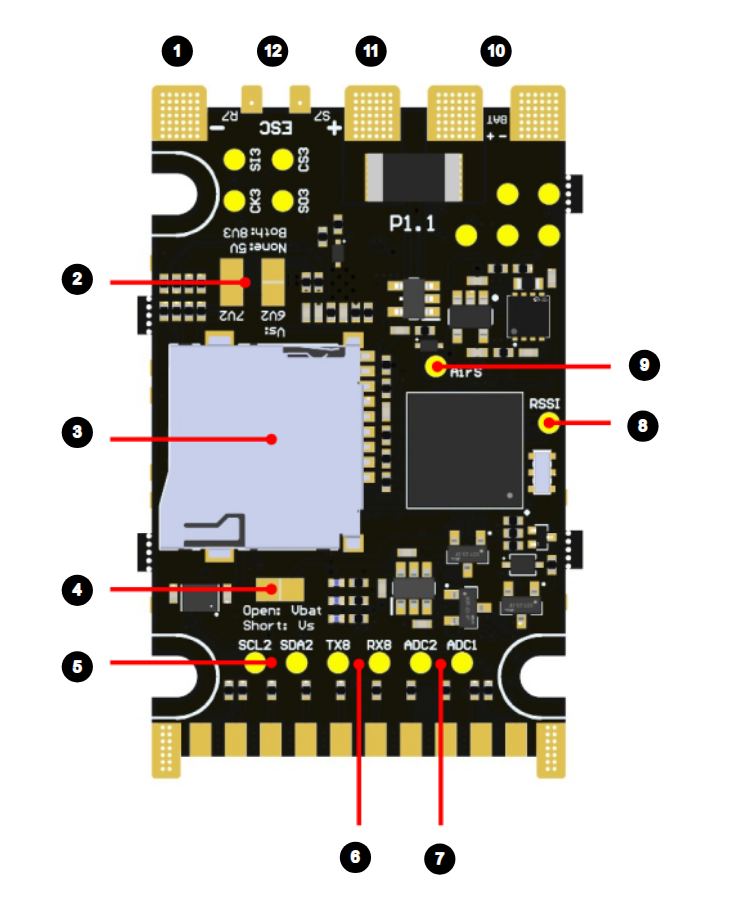 1
12
11
10
R7
S7
BAT
- ESC +
+ -
SI3
CS3
CK3
SO3
P1.1
None:5V
Both:8V3
2
7V2
6V2
Vs:
9
AirS
RSSI
8
3
4
Open: Vbat
Short: Vs
5
SCL2 SDA2 TX8 RX8 ADC2 ADC1
6
7